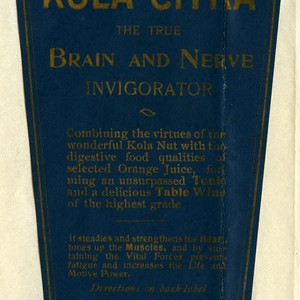 KOLA CITRA
THE TRUE
BRAIN AND NERVE
INVIGORATOR
Combining the virtues of the
wonderful Kola Nut with the
digestive food qualities of
selected Orange Juice, for-
ming an unsurpassed Tonic
and a delicious Table Wine
of the highest grade
It steadies and strengthens the Heart,
tones up the Muscles, and by sus-
taining the Vital Forces prevents
fatigue and increases the Life and
Motive Power.
Directions on back label